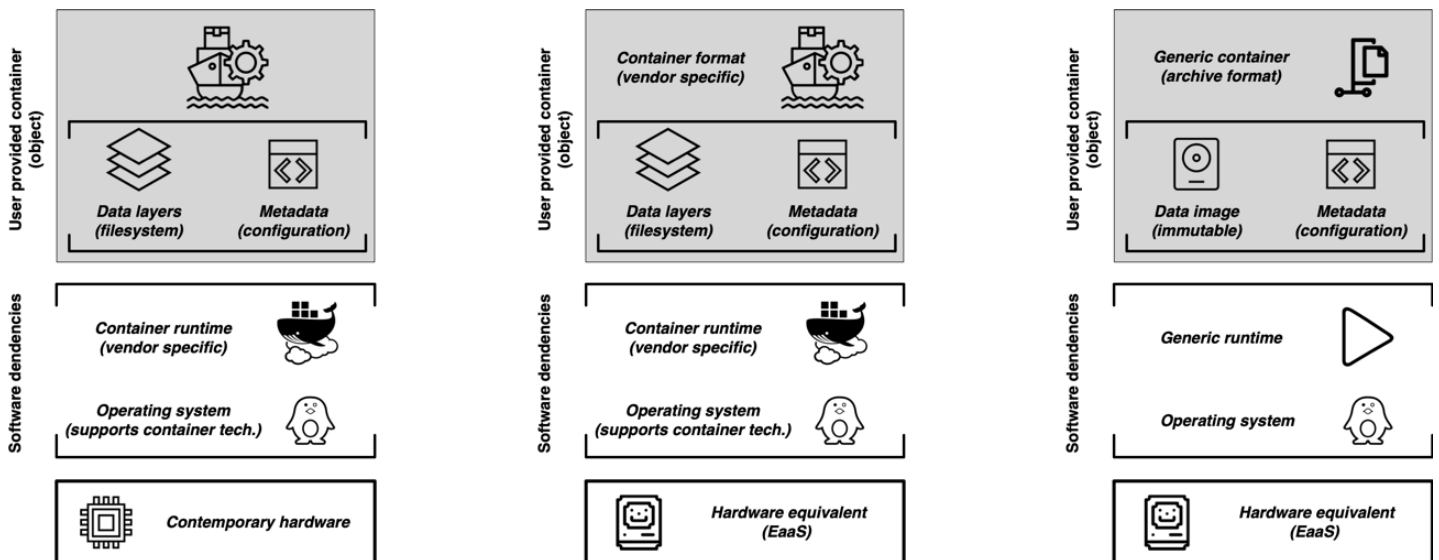 User provided container
(object)
Data layers
(filesystem)
Metadata
(configuration)
Software dendencies
Container runtime
(vendor specific)
Operating system
(supports container tech.)
Contemporary hardware
User provided container
(object)
Container format
(vendor specific)
Data layers
(filesystem)
Metadata
(configuration)
Software dendencies
Container runtime
(vendor specific)
Operating system
(supports container tech.)
Hardware equivalent
(EaaS)
User provided container
(object)
Generic container
(archive format)
Data image
(immutable)
Metadata
(configuration)
Software dendencies
Generic runtime
Operating system
Hardware equivalent
(EaaS)